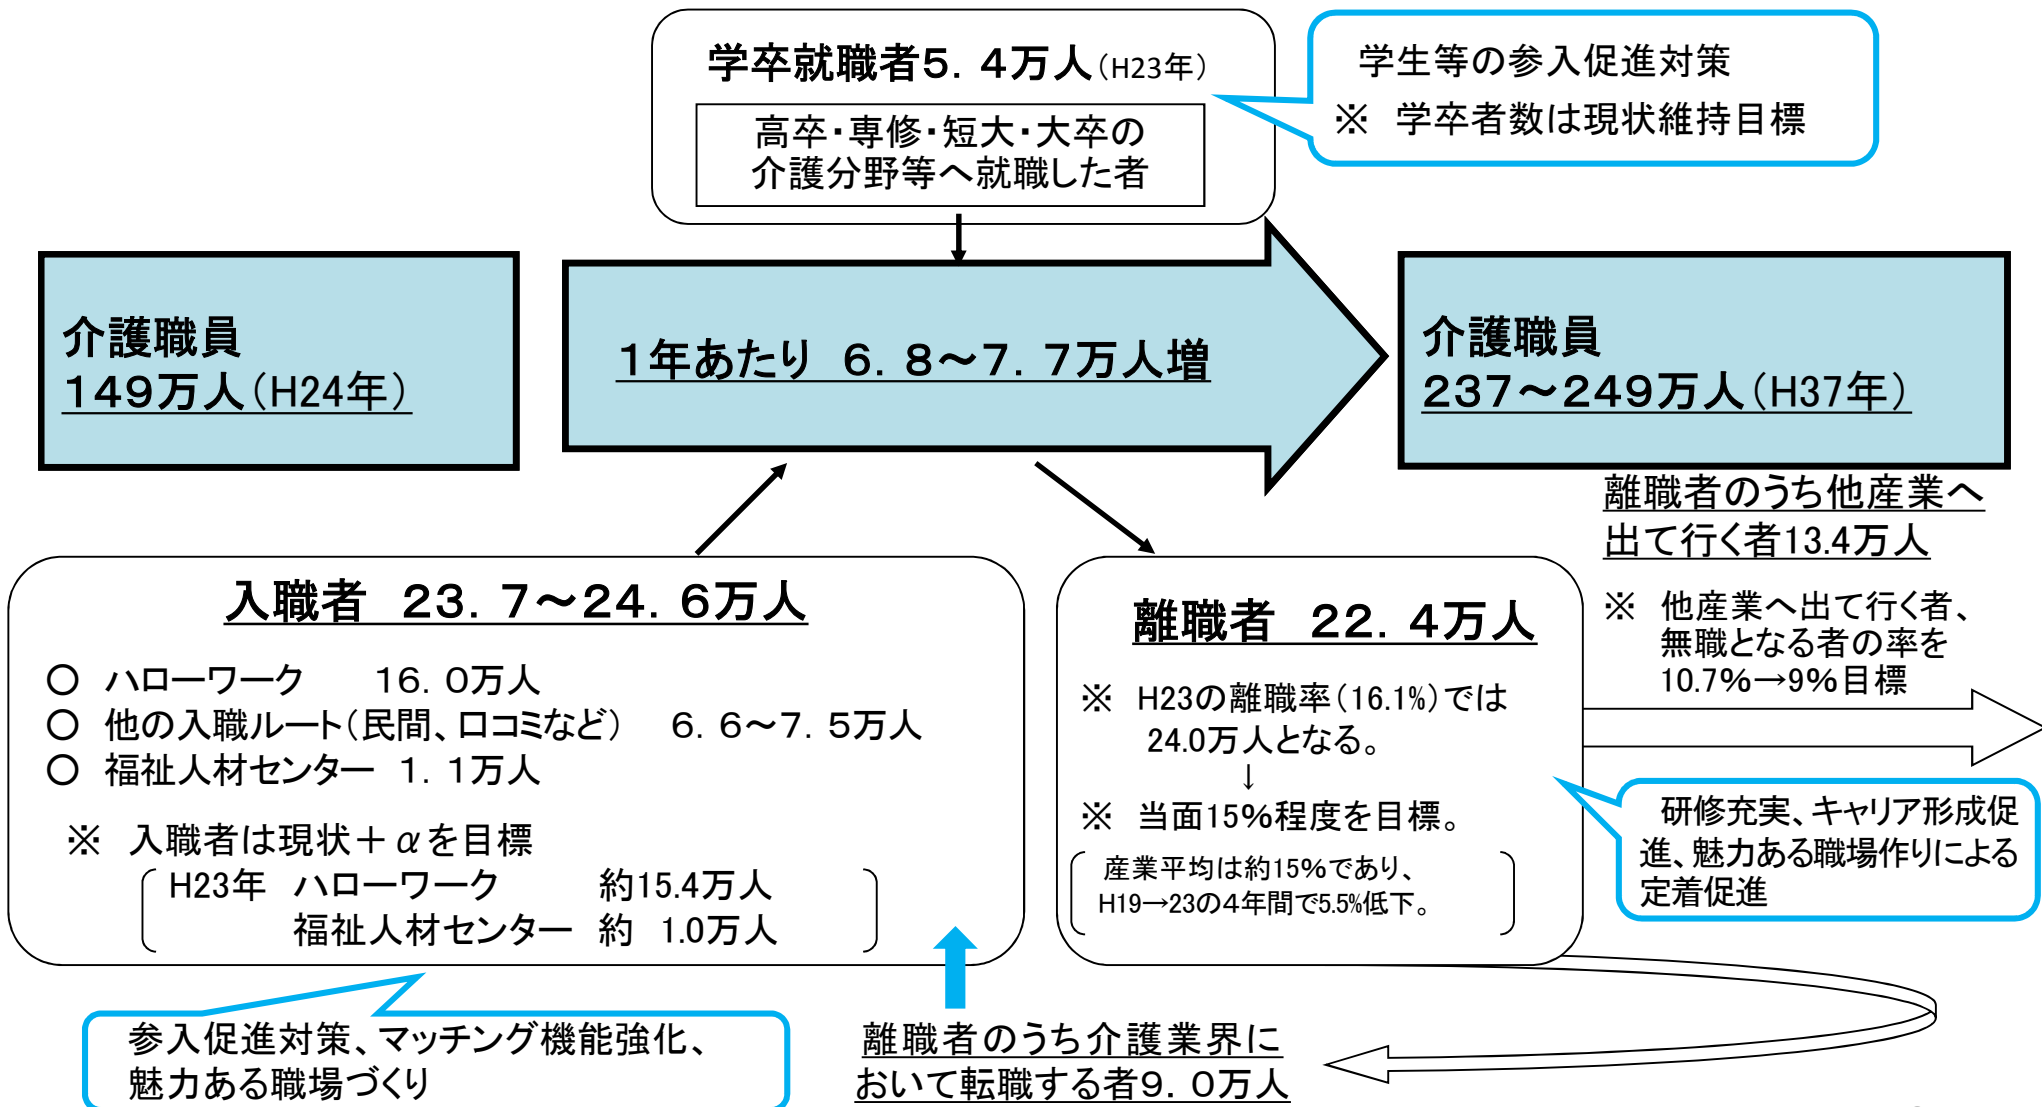 学卒就職者5．4万人（H23年）
高卒・専修・短大・大卒の
介護分野等へ就職した者
学生等の参入促進対策
※　学卒者数は現状維持目標
介護職員
149万人（H24年）
１年あたり　6．8～7．7万人増
介護職員
237～249万人（H37年）
離職者のうち他産業へ
出て行く者13.4万人
※　他産業へ出て行く者、
無職となる者の率を
10.7％→9％目標
入職者　23．7～24．6万人
○　ハローワーク　　16．0万人
○　他の入職ルート（民間、口コミなど）　6．6～7．5万人
○　福祉人材センター　1．1万人
※　入職者は現状＋αを目標
H23年　ハローワーク　　　約15.4万人
福祉人材センター　約　1.0万人
離職者　22．4万人
※　H23の離職率（16.1%）では
24.0万人となる。
↓
※　当面15％程度を目標。
産業平均は約15％であり、
H19→23の4年間で5.5%低下。
研修充実、キャリア形成促
進、魅力ある職場作りによる
定着促進
参入促進対策、マッチング機能強化、
魅力ある職場づくり
離職者のうち介護業界に
おいて転職する者9．0万人